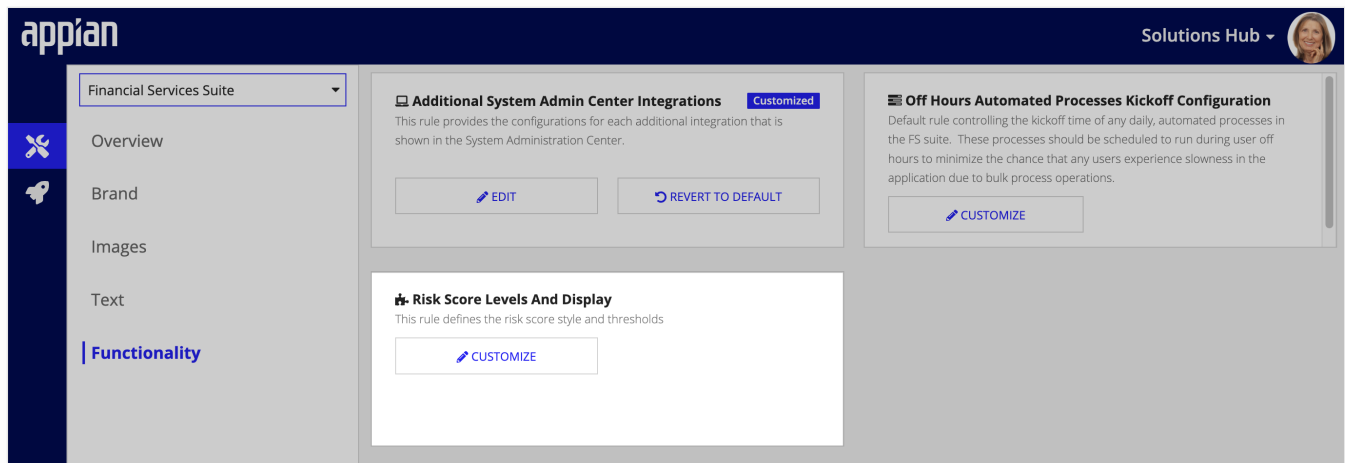 appian
Solutions Hub
Financial Services Suite
Overview
Brand
Images
Text
Functionality
Additional System Admin Center Integrations
Customized
This rule provides the configurations for each additional integration that is
shown in the System Administration Center.
EDIT
REVERT TO DEFAULT
Off Hours Automated Processes Kickoff Configuration
Default rule controlling the kickoff time of any daily, automated processes in
the FS suite.  These processes should be scheduled to run during user off
hours to minimize the chance that any users experience slowness in the
application due to bulk process operations.
CUSTOMIZE
Risk Score Levels And Display
This rule defines the risk score style and thresholds
CUSTOMIZE